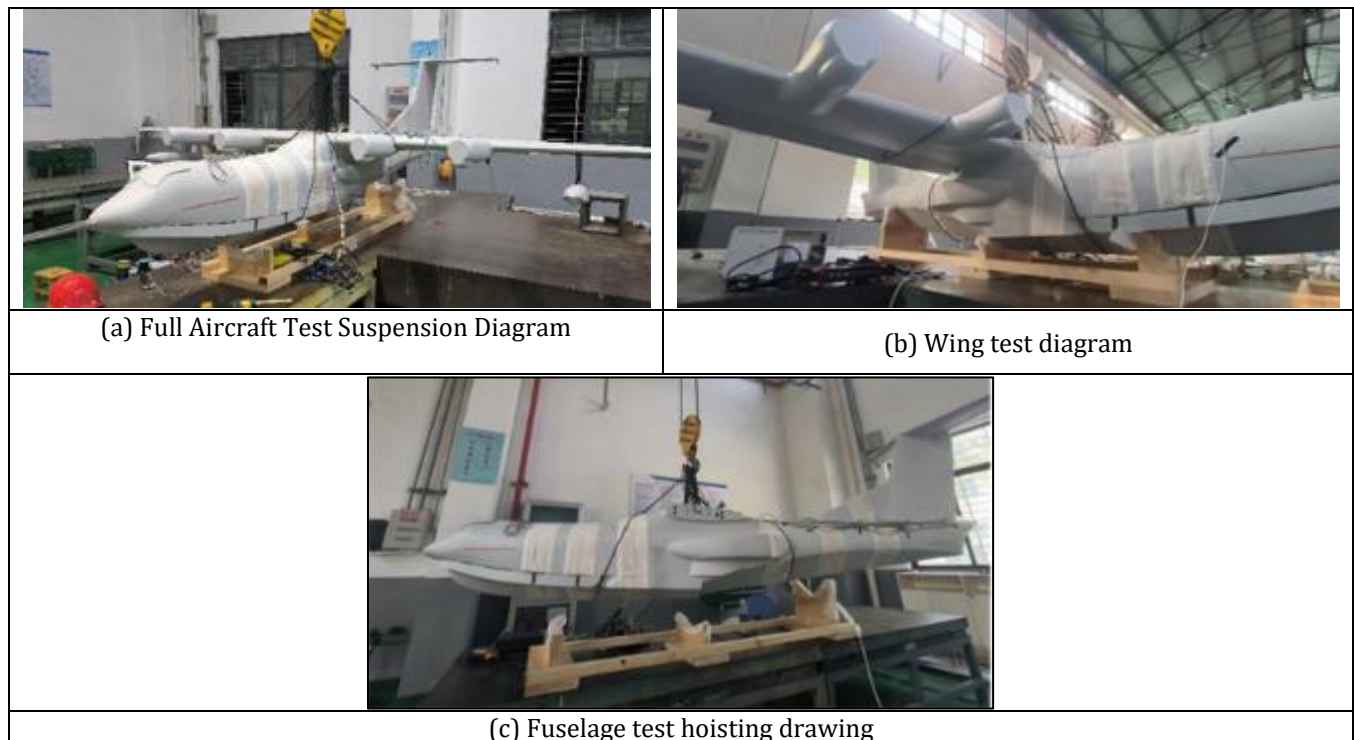 (a) Full Aircraft Test Suspension Diagram
(b) Wing test diagram
(c) Fuselage test hoisting drawing